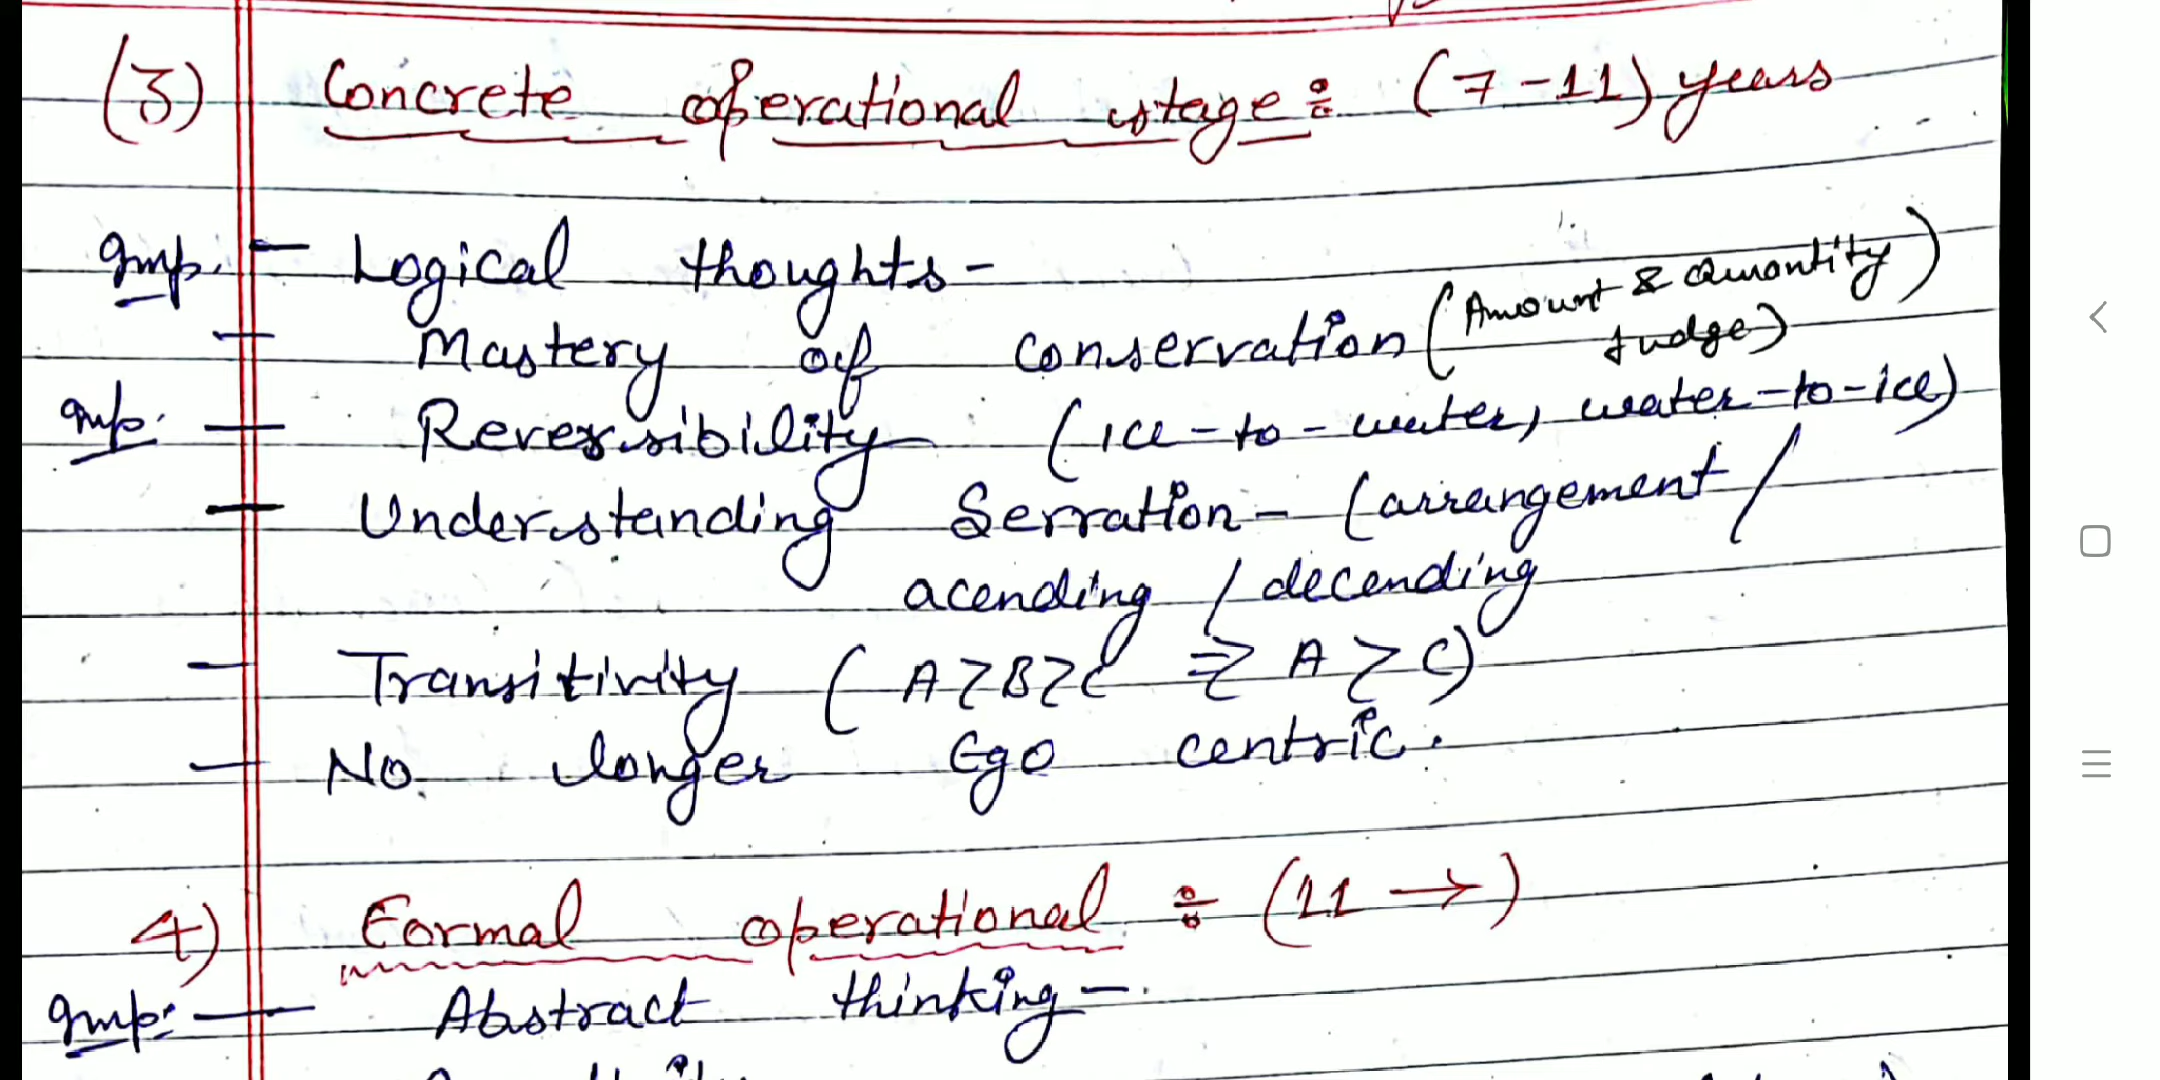 (3) Concrete operational stage: (7-11) years
Imp. - Logical thoughts -
- Mastery of conservation (Amount & Quantity Judge)
Imp. - Reversibility (ice-to-water, water-to-ice)
- Understanding Serration - (arrangement /
acending / decending
- Transitivity (A>B>C => A > C)
- No longer Ego centric.
4) Formal operational : (11 →)
Imp: - Abstract thinking -